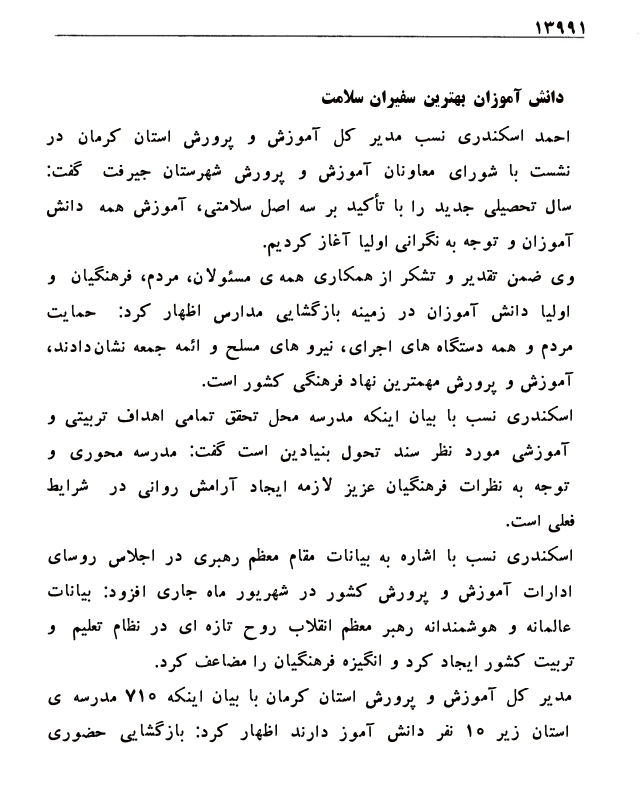 ۱۳۹۹۱
دانش آموزان بهترین سفیران سلامت
احمد اسکندری نسب مدیر کل آموزش و پرورش استان کرمان در
نشست با شورای معاونان آموزش و پرورش شهرستان جیرفت گفت:
سال تحصیلی جدید را با تأکید بر سه اصل سلامتی، آموزش همه دانش
آموزان و توجه به نگرانی اولیا آغاز کردیم.
وی ضمن تقدیر و تشکر از همکاری همه ی مسئولان، مردم، فرهنگیان و
اولیا دانش آموزان در زمینه بازگشایی مدارس اظهار کرد: حمایت
مردم و همه دستگاه های اجرای، نیرو های مسلح و ائمه جمعه نشان دادند،
آموزش و پرورش مهمترین نهاد فرهنگی کشور است.
اسکندری نسب با بیان اینکه مدرسه محل تحقق تمامی اهداف تربیتی و
آموزشی مورد نظر سند تحول بنیادین است گفت: مدرسه محوری و
توجه به نظرات فرهنگیان عزیز لازمه ایجاد آرامش روانی در شرایط
فعلی است.
اسکندری نسب با اشاره به بیانات مقام معظم رهبری در اجلاس روسای
ادارات آموزش و پرورش کشور در شهریور ماه جاری افزود: بیانات
عالمانه و هوشمندانه رهبر معظم انقلاب روح تازه ای در نظام تعلیم و
تربیت کشور ایجاد کرد و انگیزه فرهنگیان را مضاعف کرد.
مدیر کل آموزش و پرورش استان کرمان با بیان اینکه ۷۱۰ مدرسه ی
استان زیر ۱۰ نفر دانش آموز دارند اظهار کرد: بازگشایی حضوری